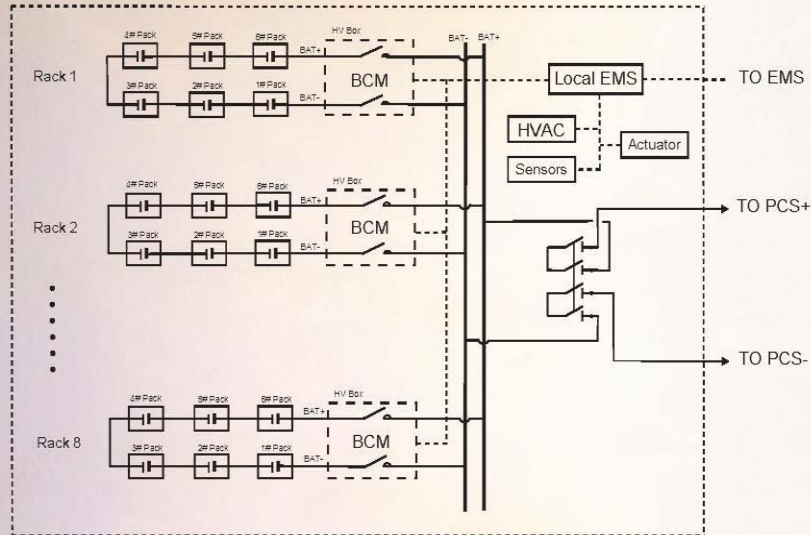 4# Pack 5# Pack 6# Pack HV Box BAT- BAT+
BAT+
Rack 1 BCM Local EMS TO EMS
3# Pack 2# Pack 1# Pack BAT-
HVAC Actuator
Sensors
4# Pack 5# Pack 6# Pack HV Box
BAT+
TO PCS+
Rack 2 BCM
3# Pack 2# Pack 1# Pack BAT-
TO PCS-
4# Pack 5# Pack 6# Pack HV Box
BAT+
Rack 8 BCM
3# Pack 2# Pack 1# Pack BAT-